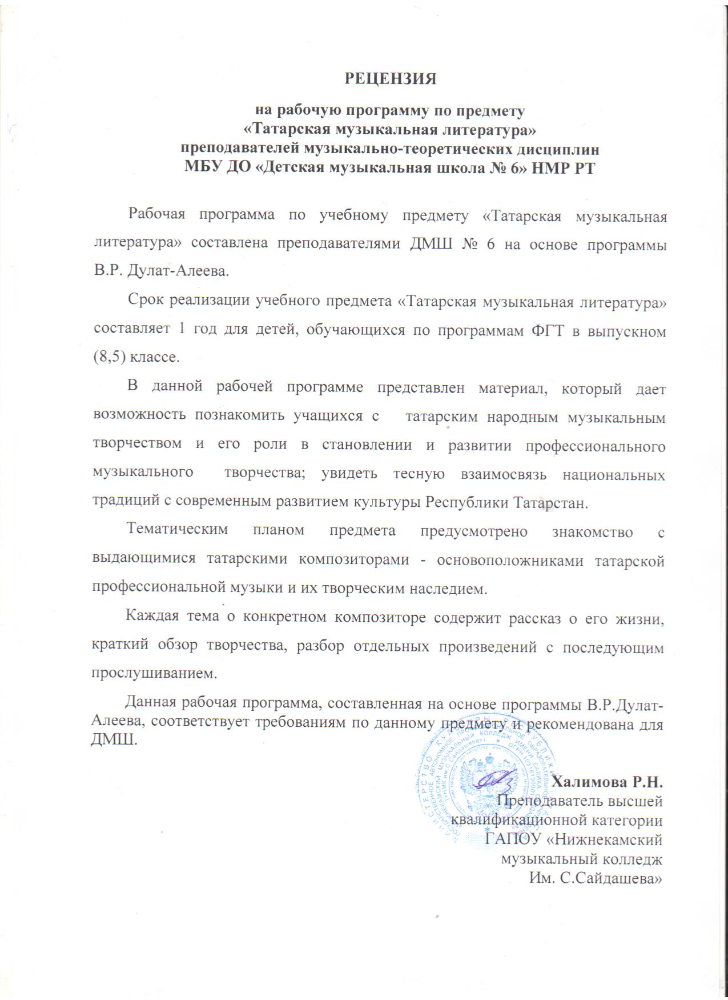 РЕЦЕНЗИЯ
на рабочую программу по предмету
«Татарская музыкальная литература»
преподавателей музыкально-теоретических дисциплин
МБУ ДО «Детская музыкальная школа № 6» НМР РТ
Рабочая программа по учебному предмету «Татарская музыкальная
литература» составлена преподавателями ДМШ № 6 на основе программы
В.Р. Дулат-Алеева.
Срок реализации учебного предмета «Татарская музыкальная литература»
составляет 1 год для детей, обучающихся по программам ФГТ в выпускном
(8,5) классе.
В данной рабочей программе представлен материал, который дает
возможность познакомить учащихся с татарским народным музыкальным
творчеством и его роли в становлении и развитии профессионального
музыкального творчества; увидеть тесную взаимосвязь национальных
традиций с современным развитием культуры Республики Татарстан.
Тематическим планом предмета предусмотрено знакомство с
выдающимися татарскими композиторами - основоположниками татарской
профессиональной музыки и их творческим наследием.
Каждая тема о конкретном композиторе содержит рассказ о его жизни,
краткий обзор творчества, разбор отдельных произведений с последующим
прослушиванием.
Данная рабочая программа, составленная на основе программы В.Р.Дулат-
Алеева, соответствует требованиям по данному предмету и рекомендована для
ДМШ.
Халимова Р.Н.
Преподаватель высшей
квалификационной категории
ГАПОУ «Нижнекамский
музыкальный колледж
Им. С.Сайдашева»